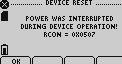 DEVICE RESET
POWER WAS INTERRUPTED
DURING DEVICE OPERATION!
RCON = 0X0507
OK